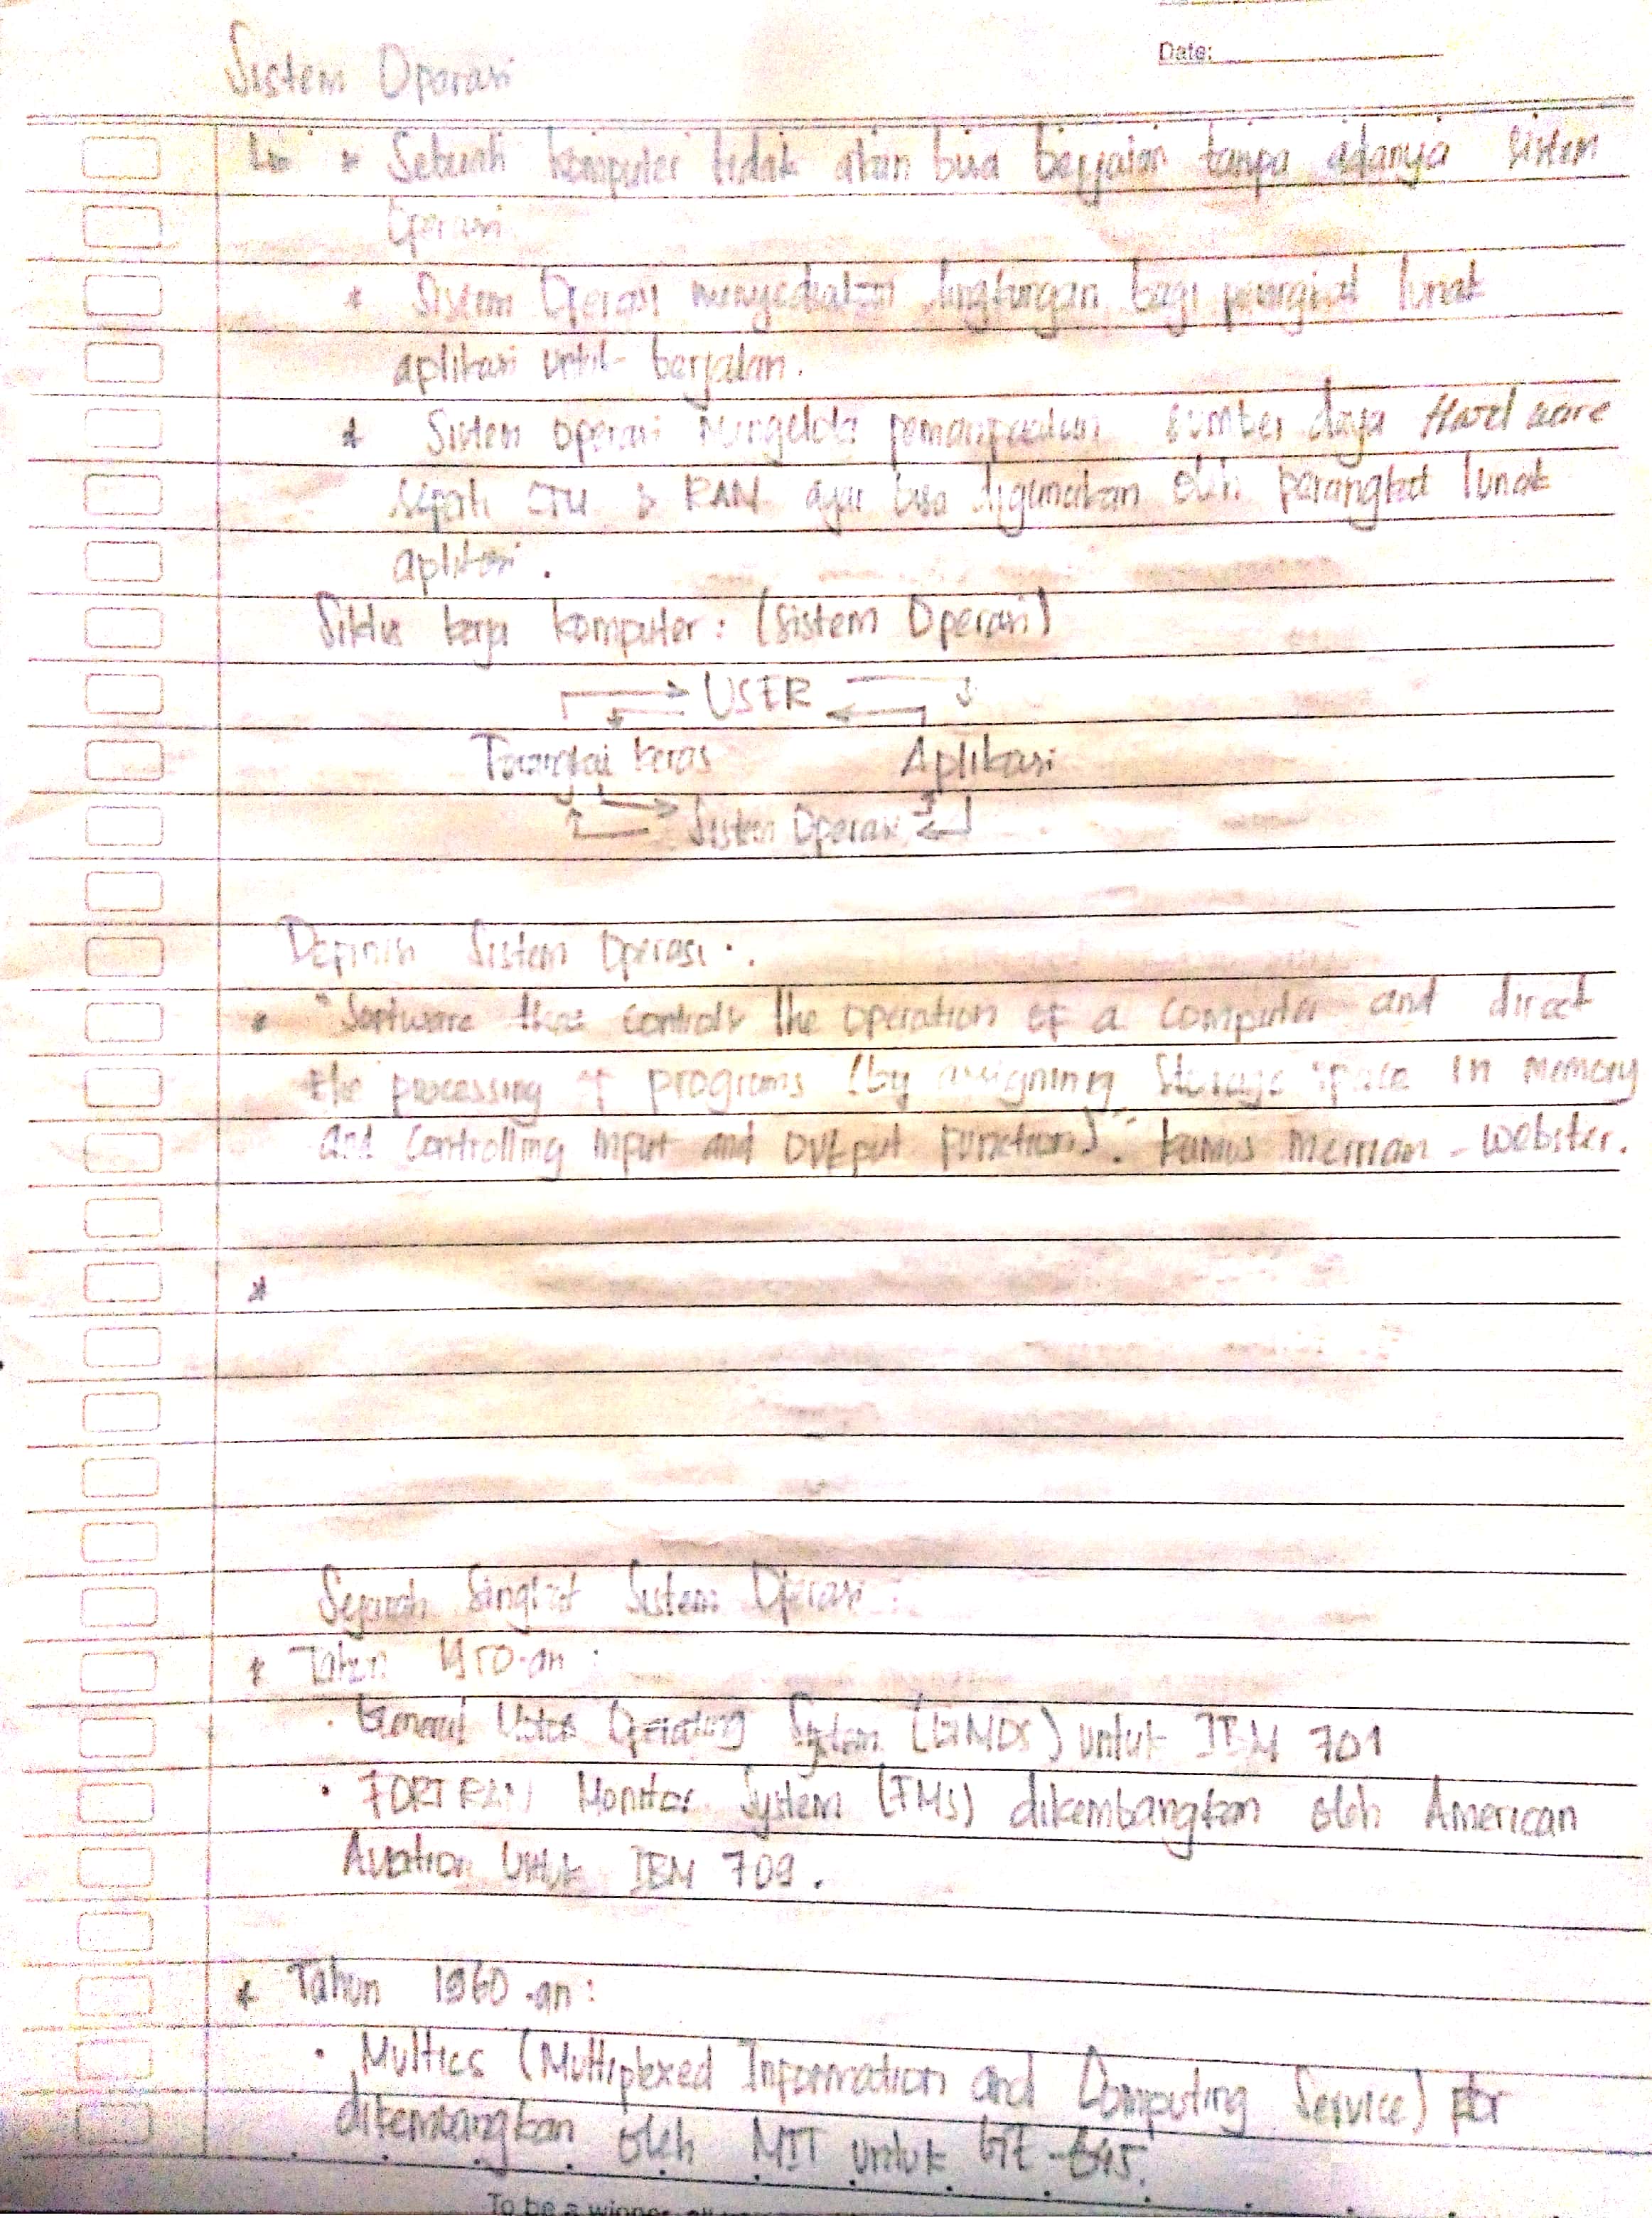 Date:
Sistem Operasi
* Sebuah komputer tidak akan bisa berjalan tanpa adanya sistem
Operasi
* Sistem Operasi menyediakan lingkungan bagi perangkat lunak
aplikasi untuk berjalan.
* Sistem operasi mengelola pemanfaatan sumber daya Hardware
seperti CPU & RAM agar bisa digunakan oleh perangkat lunak
aplikasi.
Siklus kerja komputer: (Sistem Operasi)
USER
Perangkat keras Aplikasi
Sistem Operasi
Definisi Sistem Operasi:
* "Software that controls the operation of a computer and direct
the processing of programs (by assigning storage space in memory
and controlling input and output functions)". kamus merriam-webster.
*
Sejarah Singkat Sistem Operasi:
* Tahun 1950-an:
· General Operating System (GMOS) untuk IBM 701
· FORTRAN Monitor System (FMS) dikembangkan oleh American
Aviation untuk IBM 709.
* Tahun 1960-an:
· Multics (Multiplexed Information and Computing Service)
dikembangkan oleh MIT untuk GE-645.
To be a winner